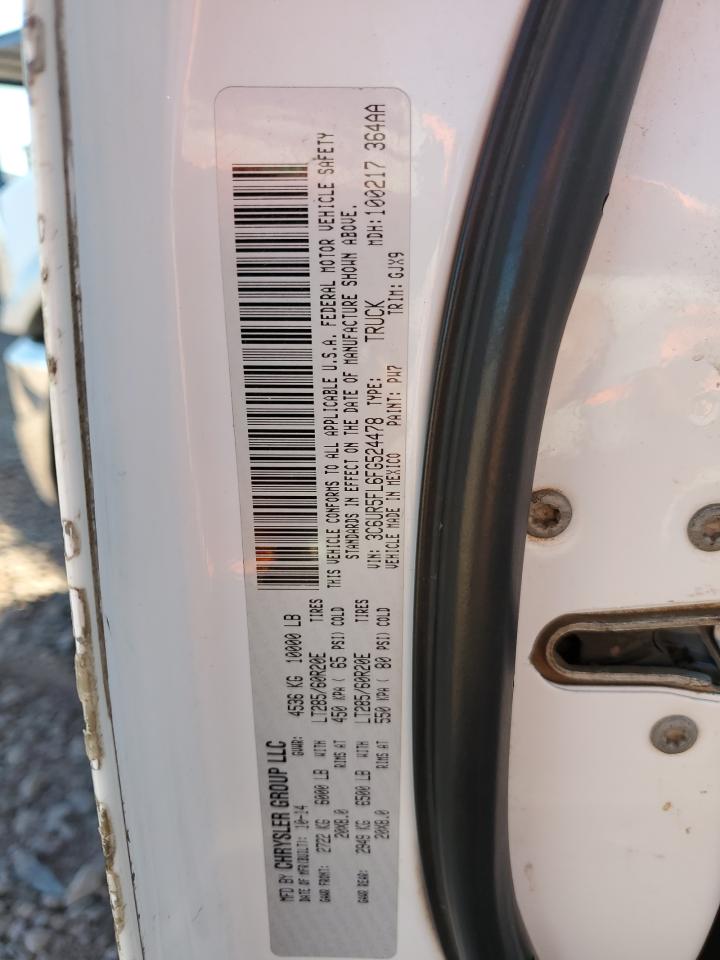 MFD BY CHRYSLER GROUP LLC
DATE OF MFR(BUILT): 10-14 GVWR: 4536 KG 10000 LB
GAWR FRONT: 2722 KG 6000 LB WITH LT285/60R20E TIRES
20X8.0 RIMS AT 450 KPA ( 65 PSI) COLD
GAWR REAR: 2949 KG 6500 LB WITH LT285/60R20E TIRES
20X8.0 RIMS AT 550 KPA ( 80 PSI) COLD
THIS VEHICLE CONFORMS TO ALL APPLICABLE U.S.A. FEDERAL MOTOR VEHICLE SAFETY
STANDARDS IN EFFECT ON THE DATE OF MANUFACTURE SHOWN ABOVE.
VIN: 3C6UR5FL6FG524478 TYPE: TRUCK MDH:100217 364AA
VEHICLE MADE IN MEXICO PAINT: PW7 TRIM: GJX9